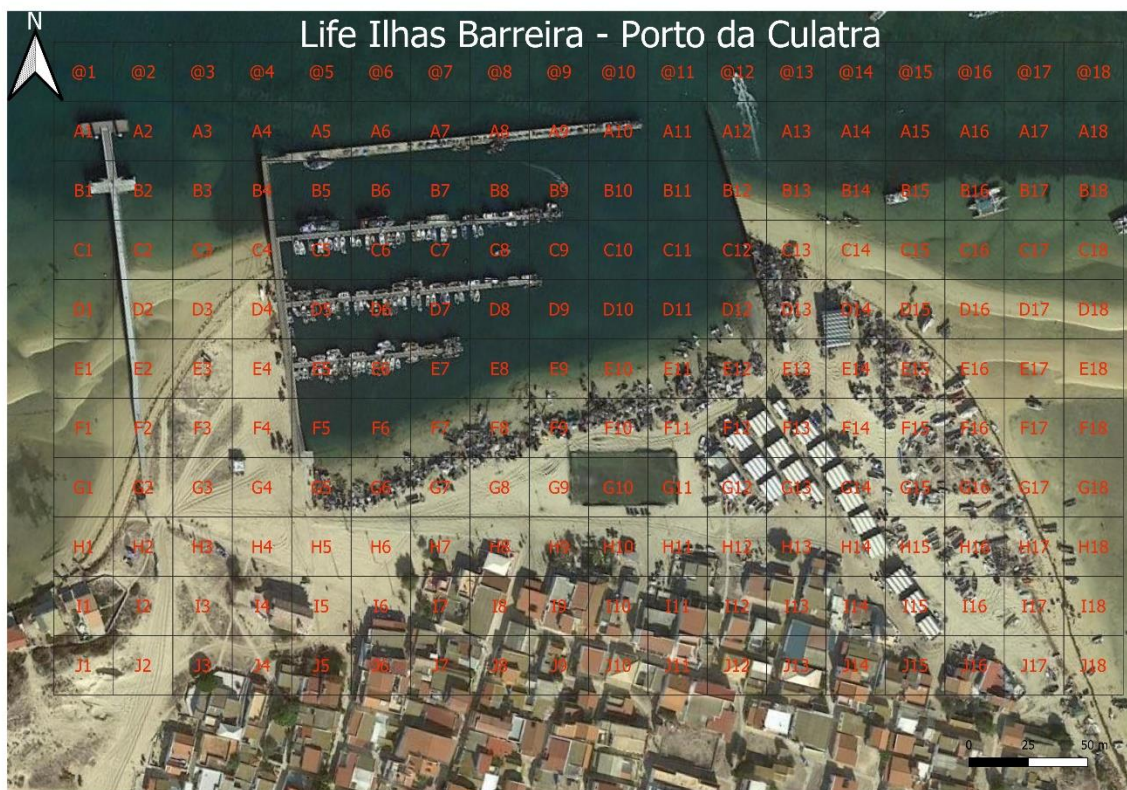 N
Life Ilhas Barreira - Porto da Culatra
@1 @2 @3 @4 @5 @6 @7 @8 @9 @10 @11 @12 @13 @14 @15 @16 @17 @18
A1 A2 A3 A4 A5 A6 A7 A8 A9 A10 A11 A12 A13 A14 A15 A16 A17 A18
B1 B2 B3 B4 B5 B6 B7 B8 B9 B10 B11 B12 B13 B14 B15 B16 B17 B18
C1 C2 C3 C4 C5 C6 C7 C8 C9 C10 C11 C12 C13 C14 C15 C16 C17 C18
D1 D2 D3 D4 D5 D6 D7 D8 D9 D10 D11 D12 D13 D14 D15 D16 D17 D18
E1 E2 E3 E4 E5 E6 E7 E8 E9 E10 E11 E12 E13 E14 E15 E16 E17 E18
F1 F2 F3 F4 F5 F6 F7 F8 F9 F10 F11 F12 F13 F14 F15 F16 F17 F18
G1 G2 G3 G4 G5 G6 G7 G8 G9 G10 G11 G12 G13 G14 G15 G16 G17 G18
H1 H2 H3 H4 H5 H6 H7 H8 H9 H10 H11 H12 H13 H14 H15 H16 H17 H18
I1 I2 I3 I4 I5 I6 I7 I8 I9 I10 I11 I12 I13 I14 I15 I16 I17 I18
J1 J2 J3 J4 J5 J6 J7 J8 J9 J10 J11 J12 J13 J14 J15 J16 J17 J18
0 25 50 m